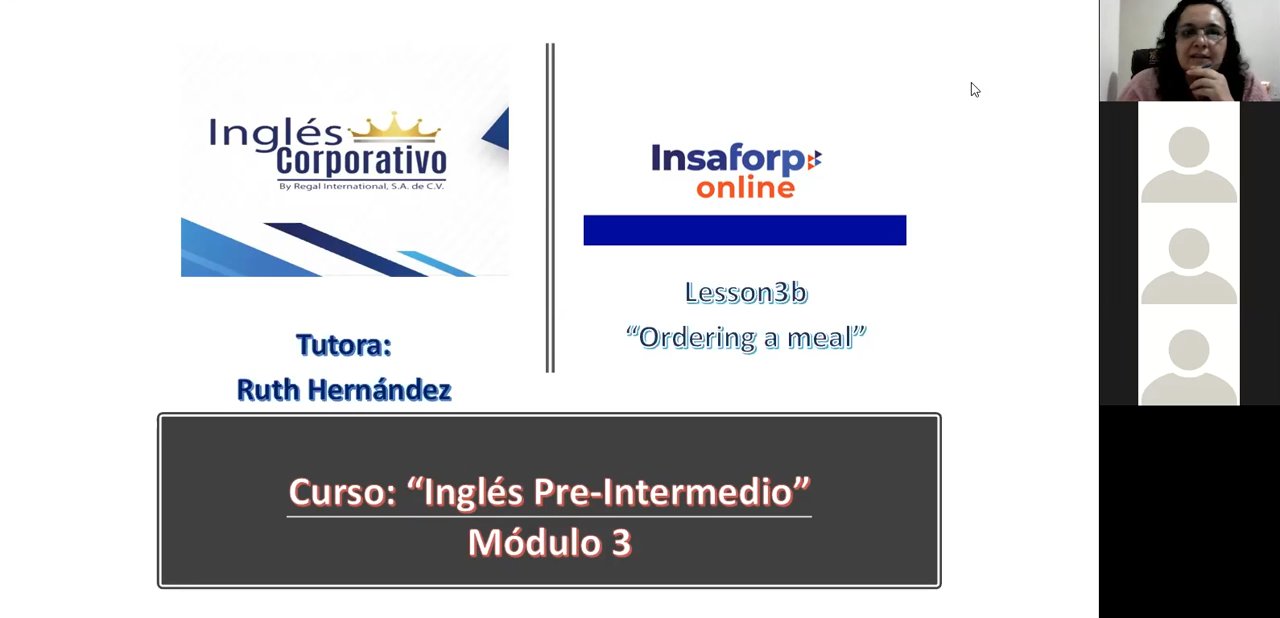 Inglés
Corporativo
By Regal International, S.A. de C.V.
Insaforp
online
Lesson3b
“Ordering a meal”
Tutora:
Ruth Hernández
Curso: “Inglés Pre-Intermedio”
Módulo 3